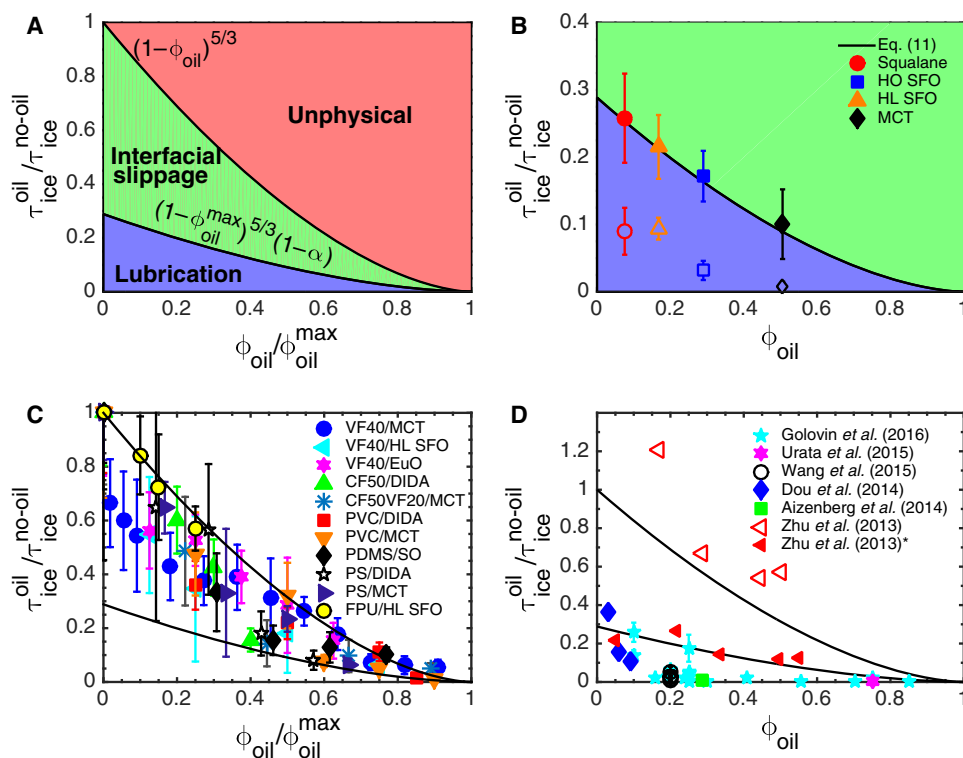 A
1
0.8
0.6
0.4
0.2
0
τ_ice^oil/τ_ice^no-oil
(1−ϕ_oil)^5/3
Unphysical
Interfacial
slippage
(1−ϕ_oil^max)^5/3(1−α)
Lubrication
0 0.2 0.4 0.6 0.8 1
ϕ_oil/ϕ_oil^max
B
0.4
0.3
0.2
0.1
0
τ_ice^oil/τ_ice^no-oil
Eq. (11)
Squalane
HO SFO
HL SFO
MCT
0 0.2 0.4 0.6 0.8 1
ϕ_oil
C
1
0.8
0.6
0.4
0.2
0
τ_ice^oil/τ_ice^no-oil
VF40/MCT
VF40/HL SFO
VF40/EuO
CF50/DIDA
CF50VF20/MCT
PVC/DIDA
PVC/MCT
PDMS/SO
PS/DIDA
PS/MCT
FPU/HL SFO
0 0.2 0.4 0.6 0.8 1
ϕ_oil/ϕ_oil^max
D
1.2
1
0.8
0.6
0.4
0.2
0
τ_ice^oil/τ_ice^no-oil
Golovin et al. (2016)
Urata et al. (2015)
Wang et al. (2015)
Dou et al. (2014)
Aizenberg et al. (2014)
Zhu et al. (2013)
Zhu et al. (2013)*
0 0.2 0.4 0.6 0.8 1
ϕ_oil